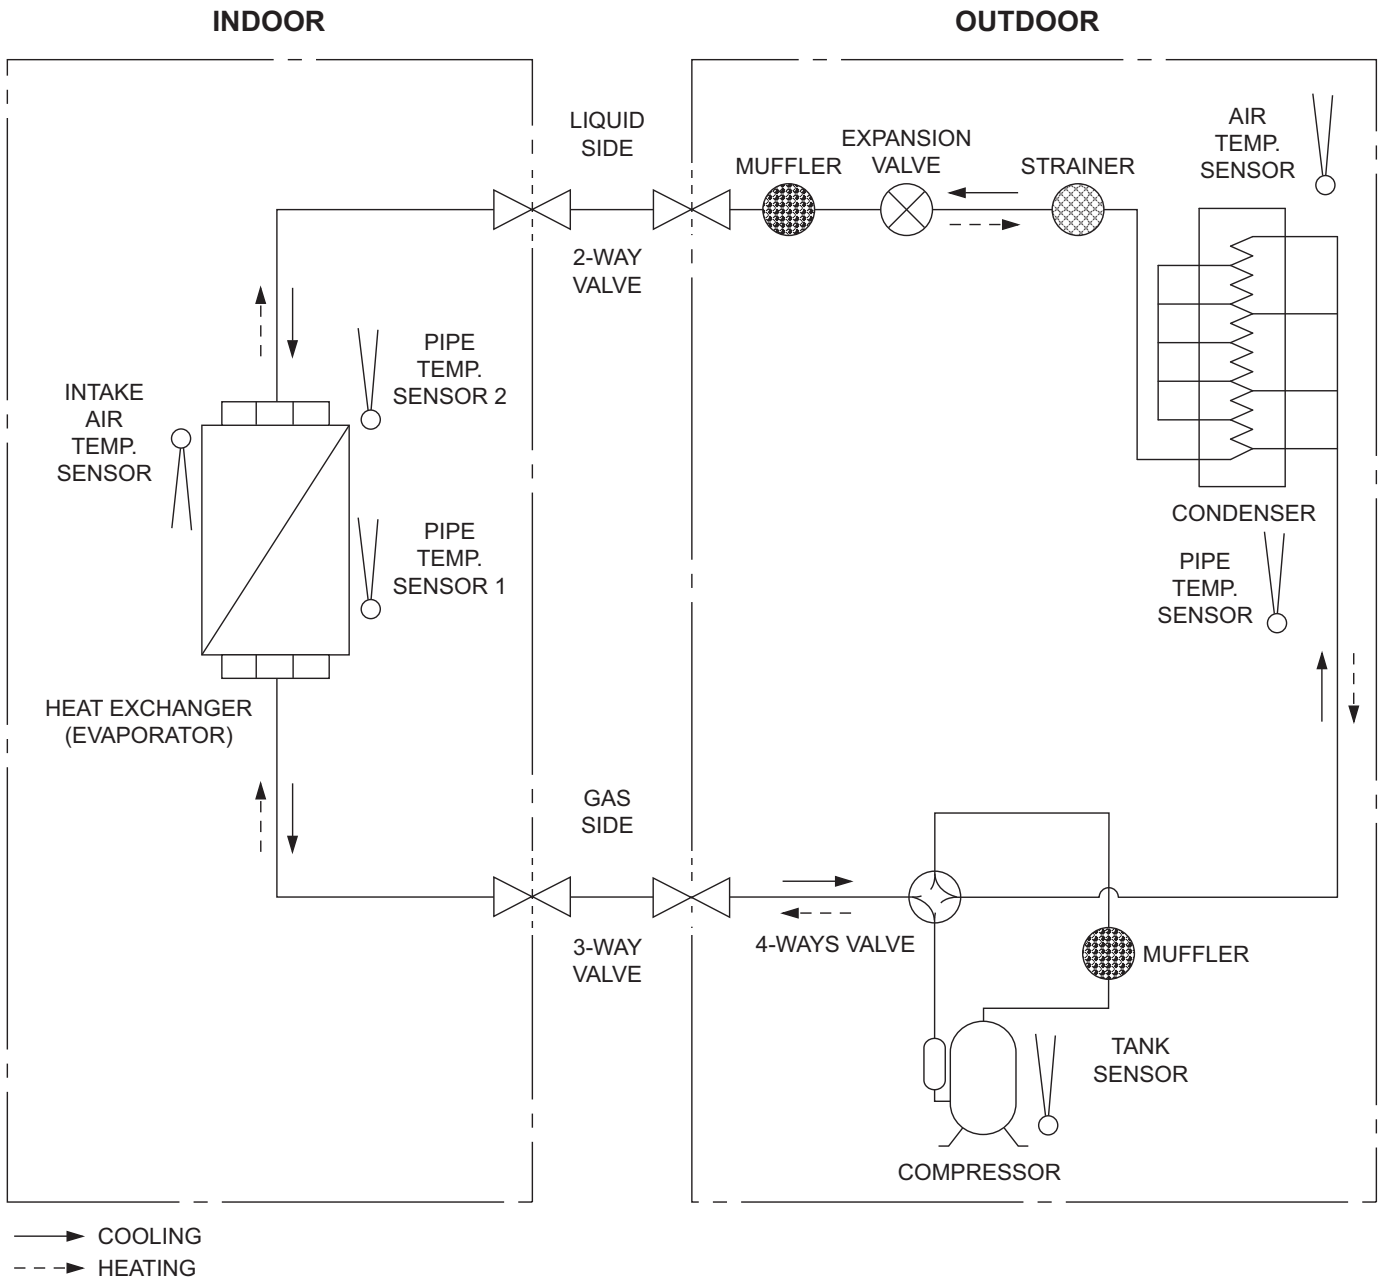 INDOOR
OUTDOOR
LIQUID
SIDE
2-WAY
VALVE
MUFFLER
EXPANSION
VALVE
STRAINER
AIR
TEMP.
SENSOR
PIPE
TEMP.
SENSOR 2
INTAKE
AIR
TEMP.
SENSOR
PIPE
TEMP.
SENSOR 1
CONDENSER
PIPE
TEMP.
SENSOR
HEAT EXCHANGER
(EVAPORATOR)
GAS
SIDE
3-WAY
VALVE
4-WAYS VALVE
MUFFLER
TANK
SENSOR
COMPRESSOR
COOLING
HEATING